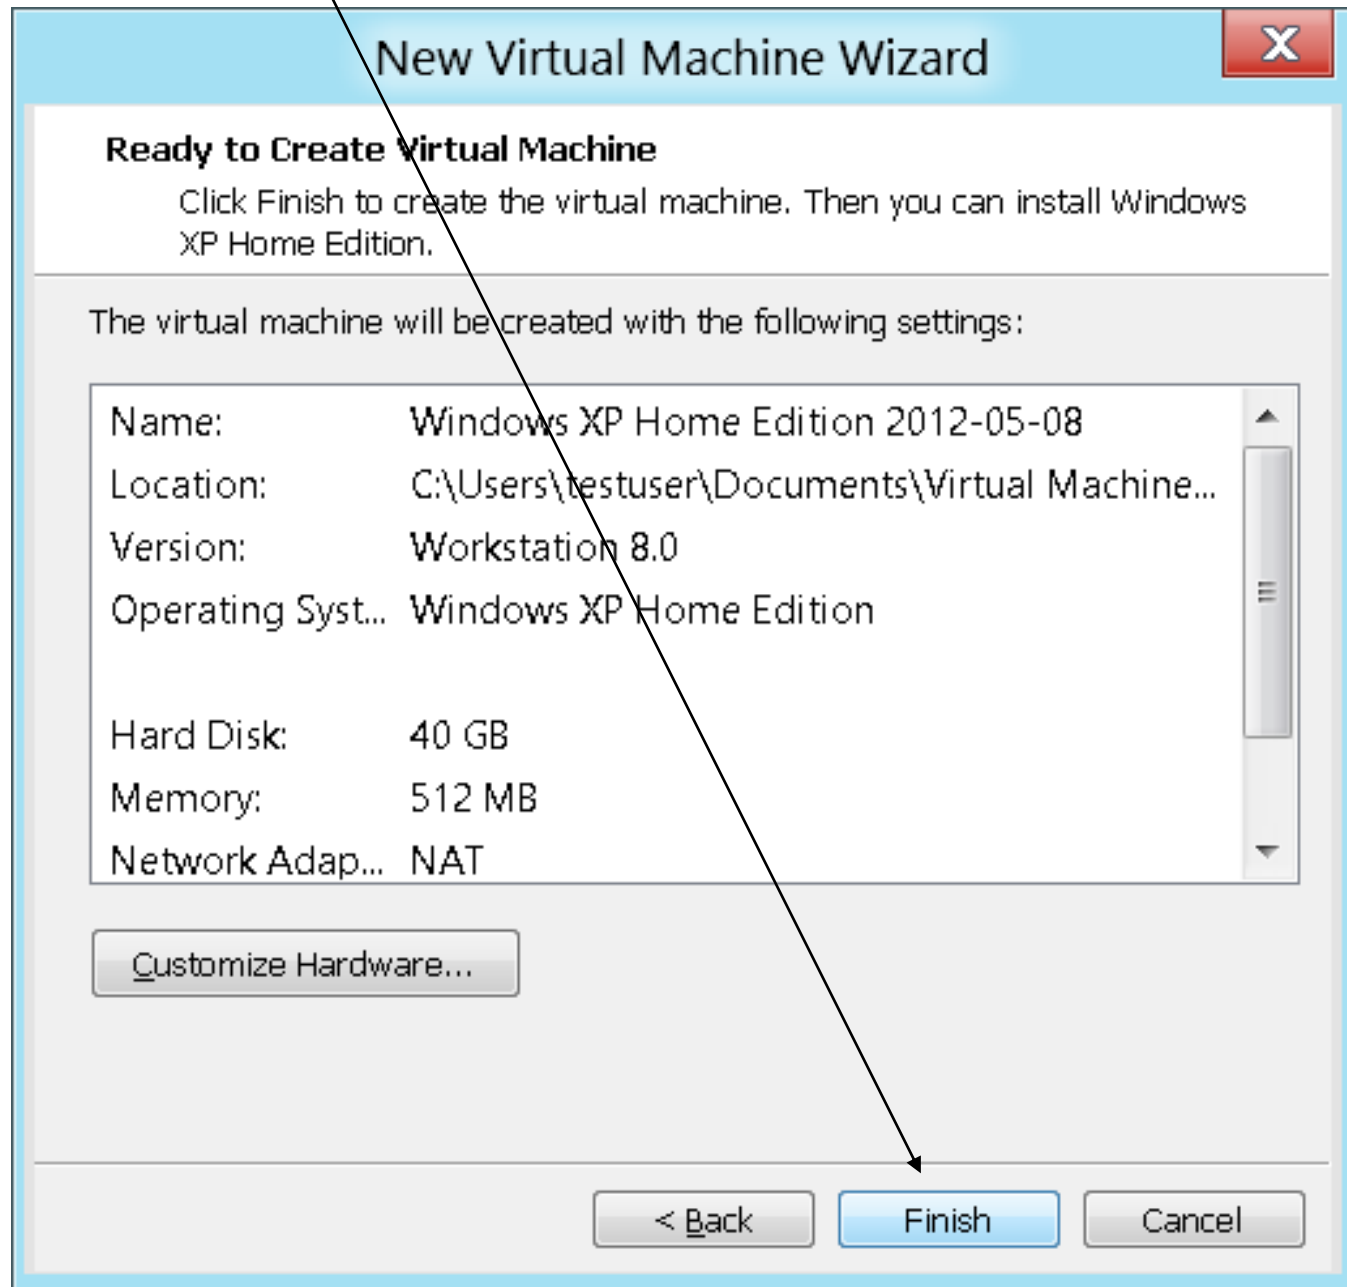 New Virtual Machine Wizard
X
Ready to Create Virtual Machine
Click Finish to create the virtual machine. Then you can install Windows
XP Home Edition.
The virtual machine will be created with the following settings:
Name: Windows XP Home Edition 2012-05-08
Location: C:\Users\testuser\Documents\Virtual Machine...
Version: Workstation 8.0
Operating Syst... Windows XP Home Edition
Hard Disk: 40 GB
Memory: 512 MB
Network Adap... NAT
Customize Hardware...
< Back Finish Cancel